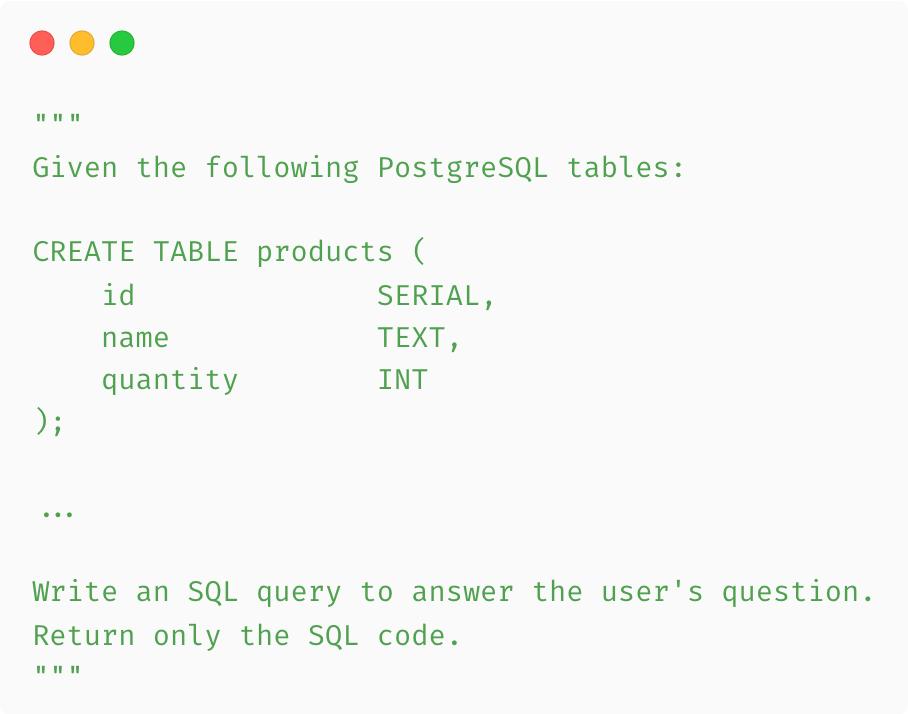 """
Given the following PostgreSQL tables:
CREATE TABLE products (
    id              SERIAL,
    name            TEXT,
    quantity        INT
);
...
Write an SQL query to answer the user's question.
Return only the SQL code.
"""